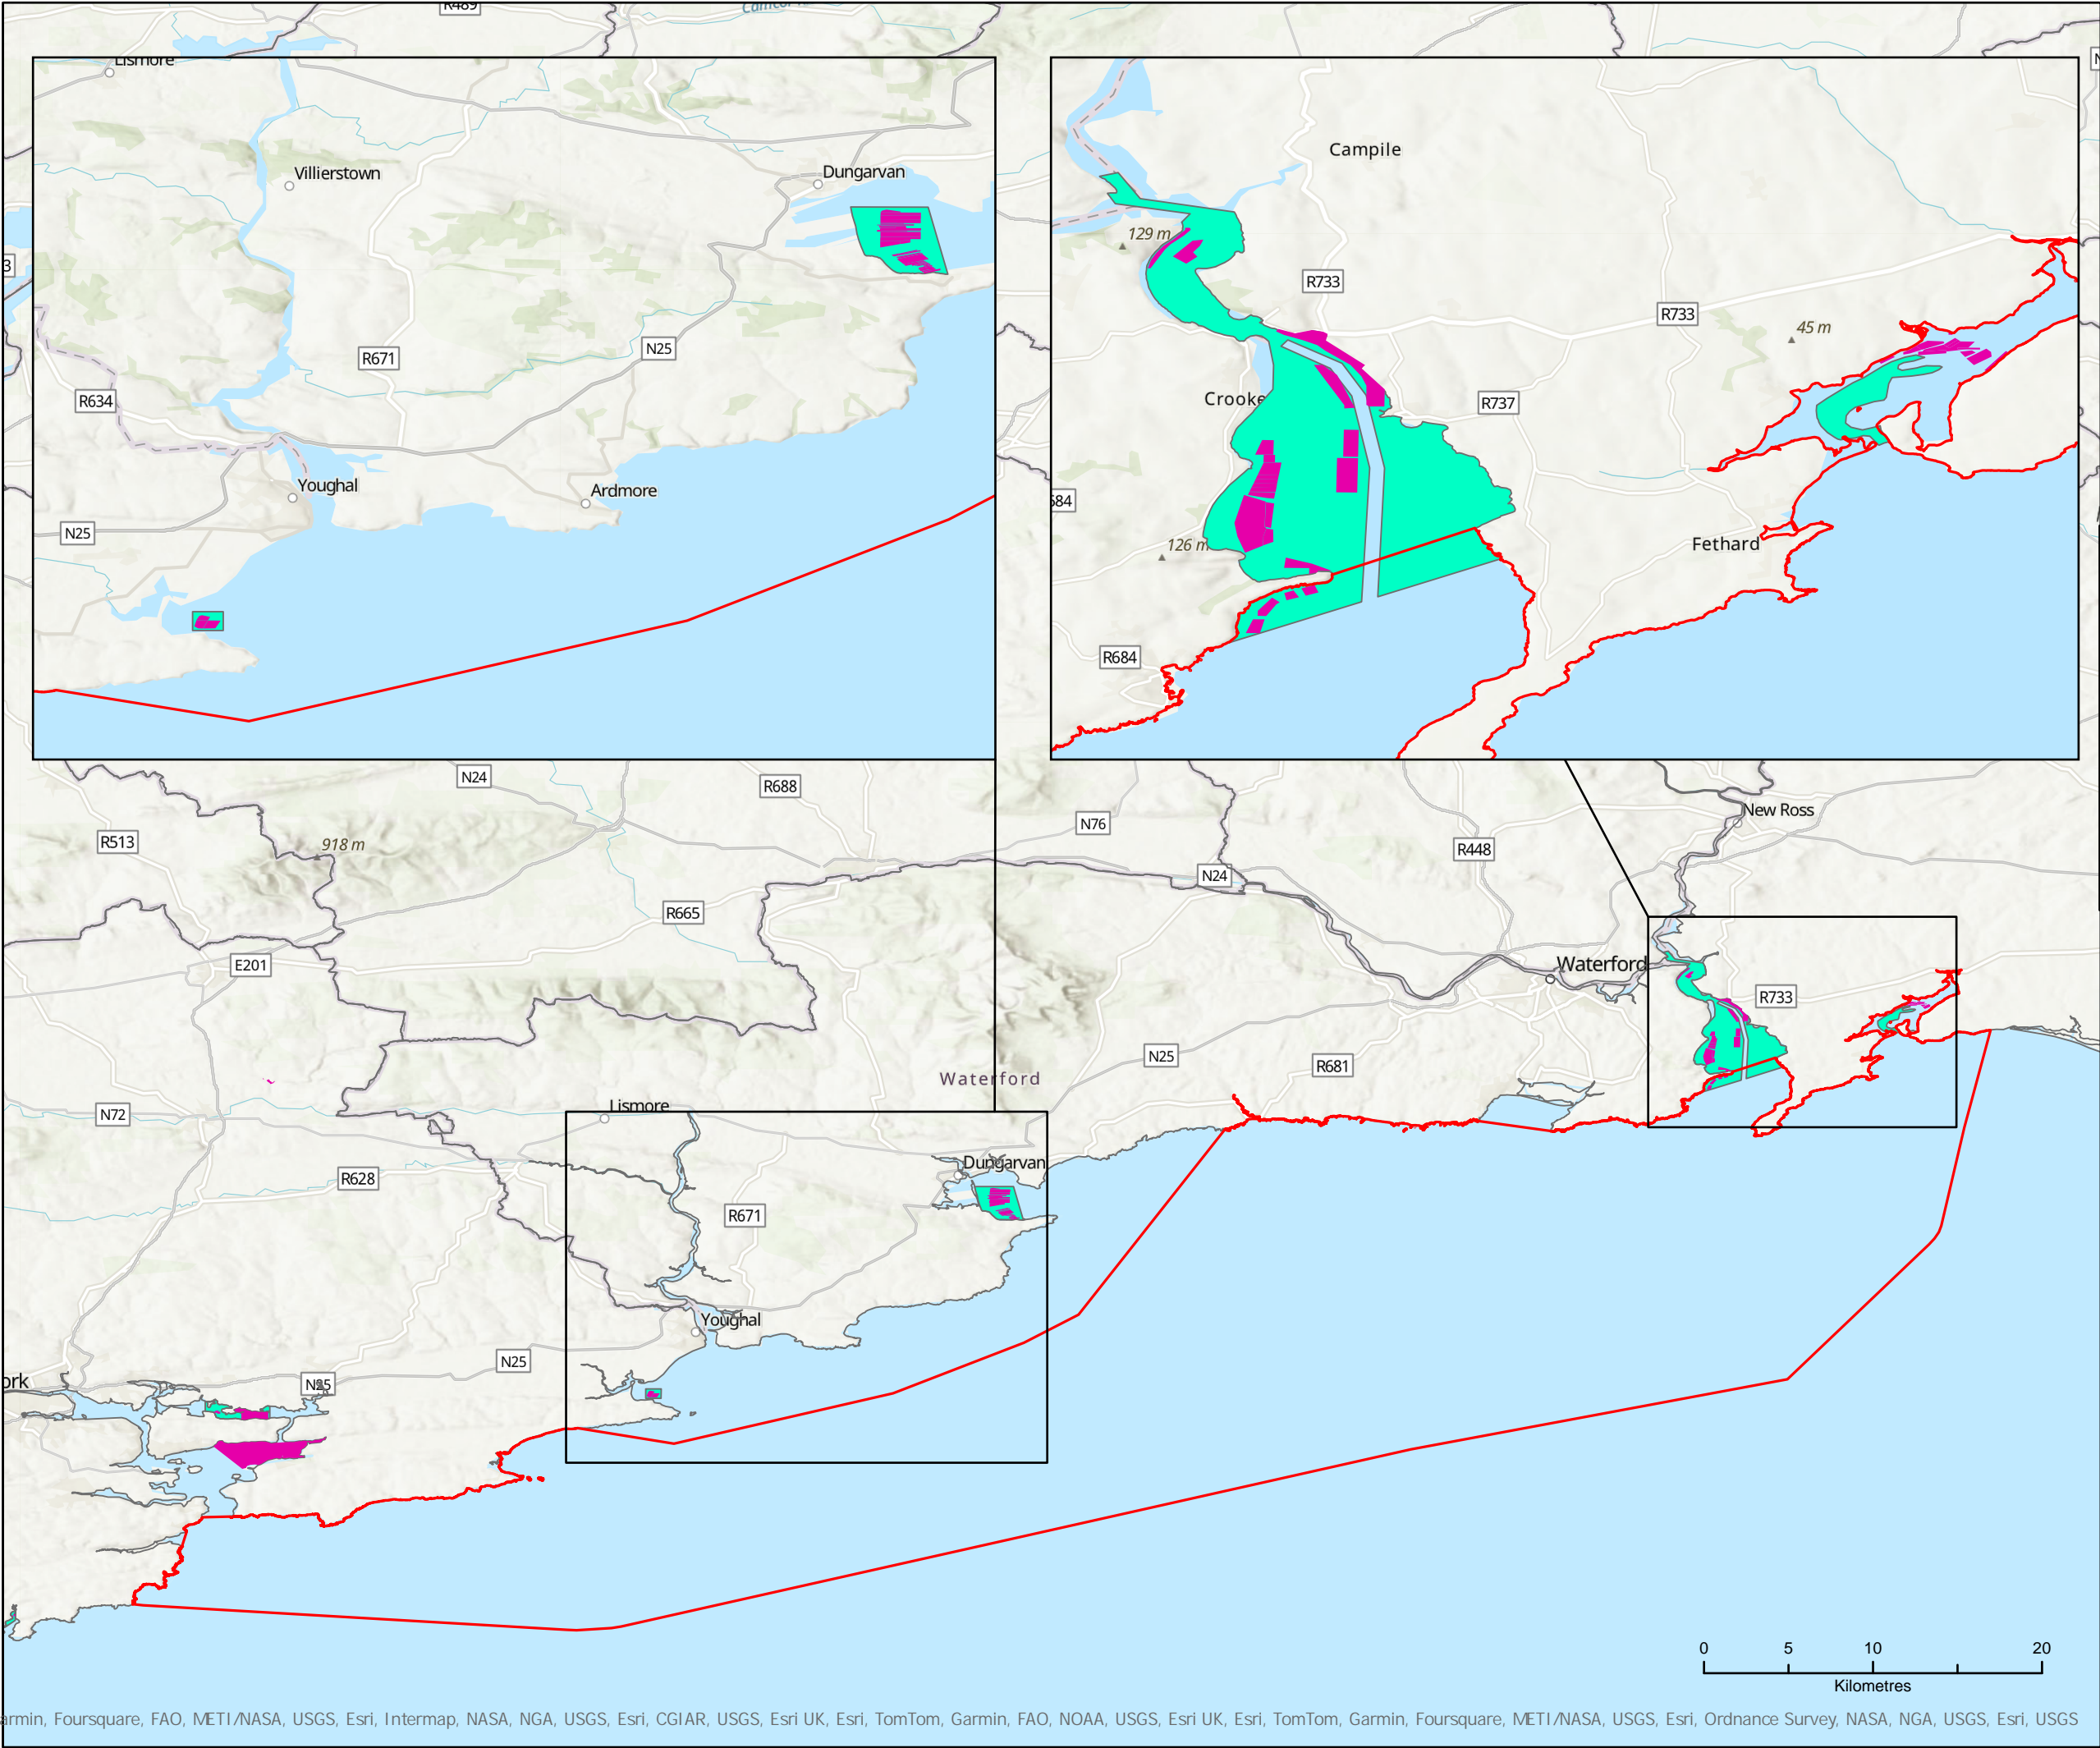 R489
Lismore
Villierstown
Dungarvan
R671
N25
R634
Youghal
Ardmore
N25
Campile
129 m
R733
R733
45 m
Crooke
R737
684
126 m
Fethard
R684
3
N24
R688
N76
New Ross
R513
918 m
R448
N24
R665
E201
Waterford
R733
N25
R681
Waterford
N72
Lismore
Dungarvan
R628
R671
Youghal
N25
ork
N25
0 5 10 20
Kilometres
armin, Foursquare, FAO, METI/NASA, USGS, Esri, Intermap, NASA, NGA, USGS, Esri, CGIAR, USGS, Esri UK, Esri, TomTom, Garmin, FAO, NOAA, USGS, Esri UK, Esri, TomTom, Garmin, Foursquare, METI/NASA, USGS, Esri, Ordnance Survey, NASA, NGA, USGS, Esri, USGS